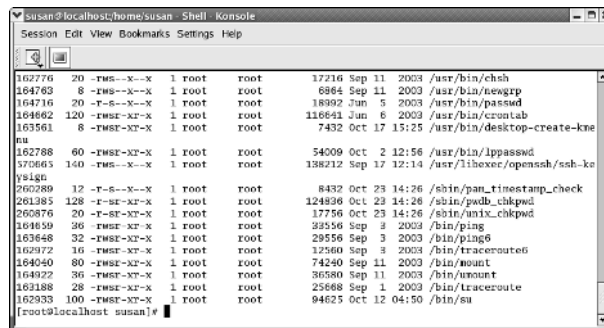 susan@localhost:/home/susan - Shell - Konsole
Session Edit View Bookmarks Settings Help
162776 20 -rws--x--x 1 root root 17216 Sep 11 2003 /usr/bin/chsh
164763 8 -rws--x--x 1 root root 6864 Sep 11 2003 /usr/bin/newgrp
164716 20 -r-s--x--x 1 root root 18992 Jun 5 2003 /usr/bin/passwd
164662 120 -rwsr-xr-x 1 root root 116641 Jun 6 2003 /usr/bin/crontab
163561 8 -rwsr-xr-x 1 root root 7432 Oct 17 15:25 /usr/bin/desktop-create-kme
nu
162788 60 -rwsr-xr-x 1 root root 54009 Oct 2 12:56 /usr/bin/lppasswd
570665 140 -rws--x--x 1 root root 138212 Sep 17 12:14 /usr/libexec/openssh/ssh-ke
ysign
260289 12 -r-s--x--x 1 root root 8432 Oct 23 14:26 /sbin/pam_timestamp_check
261385 128 -r-sr-xr-x 1 root root 124836 Oct 23 14:26 /sbin/pwdb_chkpwd
260876 20 -r-sr-xr-x 1 root root 17756 Oct 23 14:26 /sbin/unix_chkpwd
164659 36 -rwsr-xr-x 1 root root 33556 Sep 3 2003 /bin/ping
163648 32 -rwsr-xr-x 1 root root 29556 Sep 3 2003 /bin/ping6
162972 16 -rwsr-xr-x 1 root root 12560 Sep 3 2003 /bin/traceroute6
164040 80 -rwsr-xr-x 1 root root 74240 Sep 11 2003 /bin/mount
164922 36 -rwsr-xr-x 1 root root 36580 Sep 11 2003 /bin/umount
163188 28 -rwsr-xr-x 1 root root 25668 Sep 1 2003 /bin/traceroute
162933 100 -rwsr-xr-x 1 root root 94625 Oct 12 04:50 /bin/su
[root@localhost susan]#